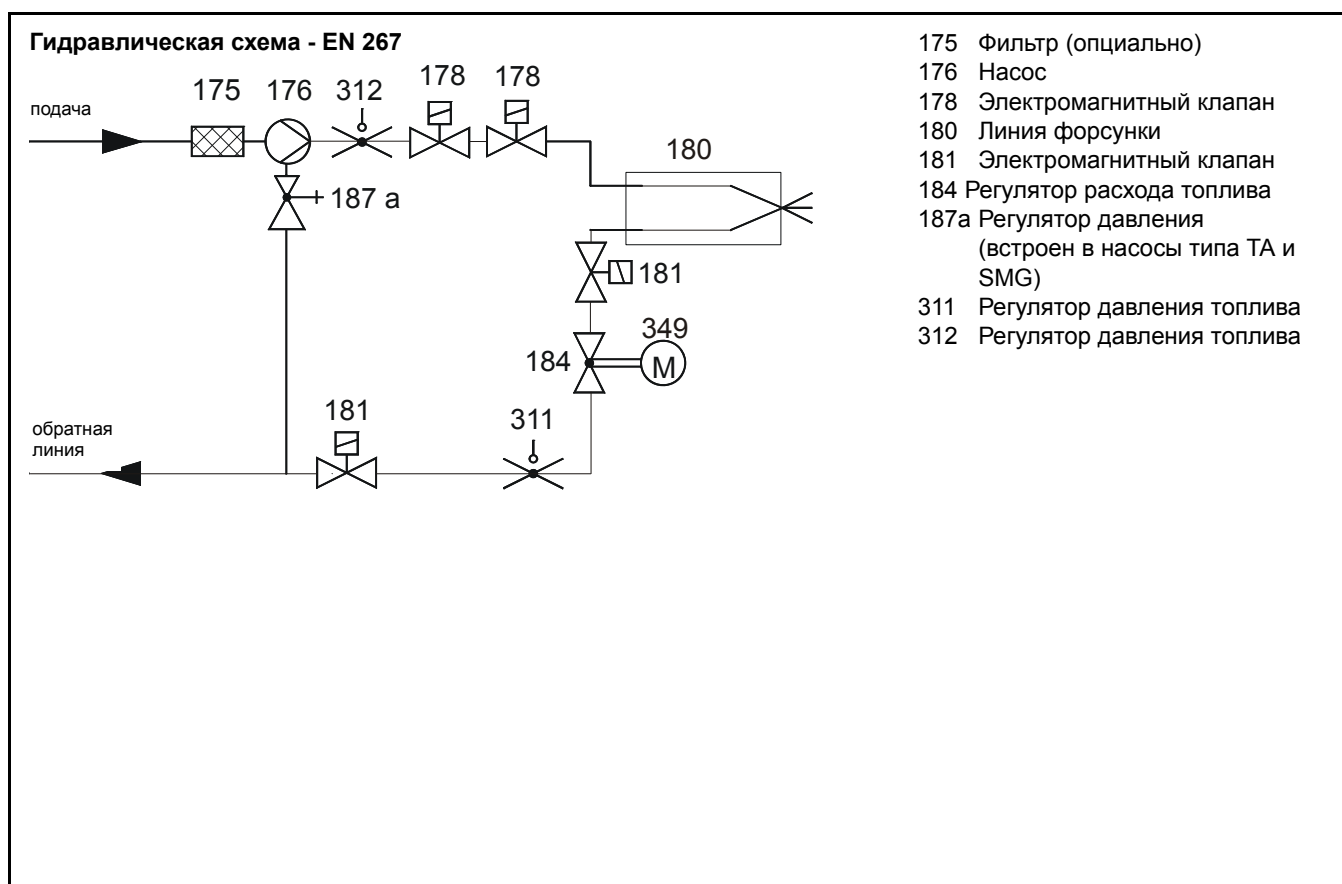 Гидравлическая схема - EN 267
175 176 312 178 178
подача
180
187 a
181
349
184
M
181
311
обратная
линия
175 Фильтр (опциально)
176 Насос
178 Электромагнитный клапан
180 Линия форсунки
181 Электромагнитный клапан
184 Регулятор расхода топлива
187a Регулятор давления
(встроен в насосы типа TA и
SMG)
311 Регулятор давления топлива
312 Регулятор давления топлива